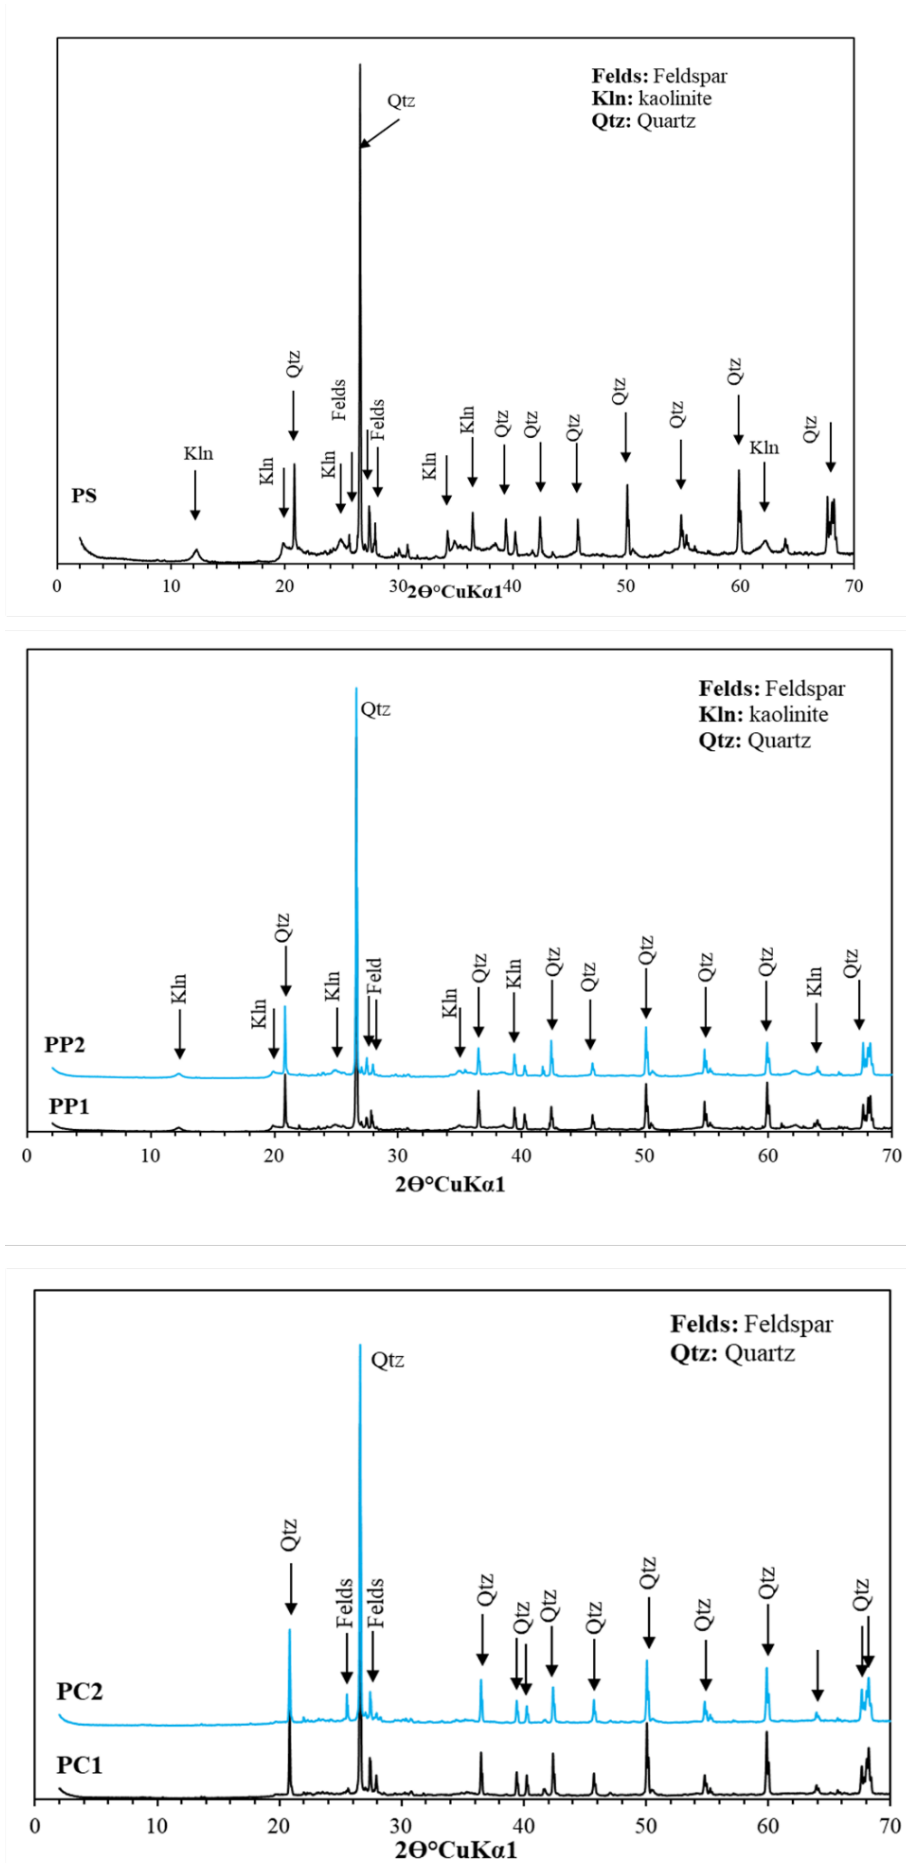 Felds: Feldspar
Kln: kaolinite
Qtz: Quartz
Qtz
Qtz
Felds
Felds
Kln
Kln
Kln
Kln
Kln
Qtz
Qtz
Qtz
Qtz
Qtz
Qtz
Kln
Qtz
PS
0 10 20 30 40 50 60 70
2ϴ°CuKα1
Felds: Feldspar
Kln: kaolinite
Qtz: Quartz
Qtz
Kln
Kln
Qtz
Kln
Feld
Kln
Qtz
Kln
Qtz
Qtz
Qtz
Qtz
Qtz
Kln
Qtz
PP2
PP1
0 10 20 30 40 50 60 70
2ϴ°CuKα1
Felds: Feldspar
Qtz: Quartz
Qtz
Qtz
Felds
Felds
Qtz
Qtz
Qtz
Qtz
Qtz
Qtz
Qtz
Qtz
PC2
PC1
0 10 20 30 40 50 60 70
2ϴ°CuKα1